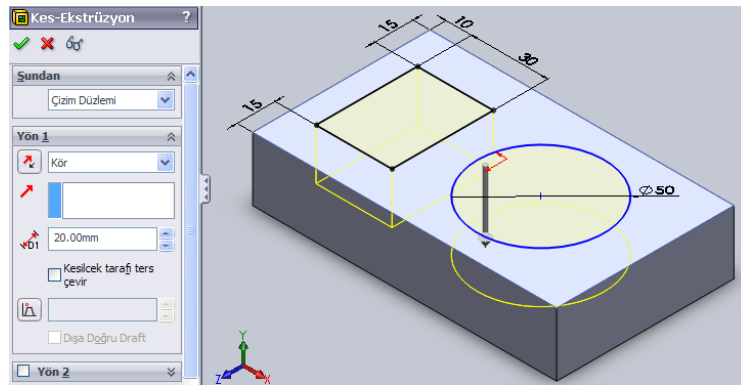 Kes-Ekstrüzyon ?
Şundan
Çizim Düzlemi
Yön 1
Kör
D1
20.00mm
Kesilcek tarafı ters
çevir
Dışa Doğru Draft
Yön 2
15
10
30
15
Ø50
Y
Z
X